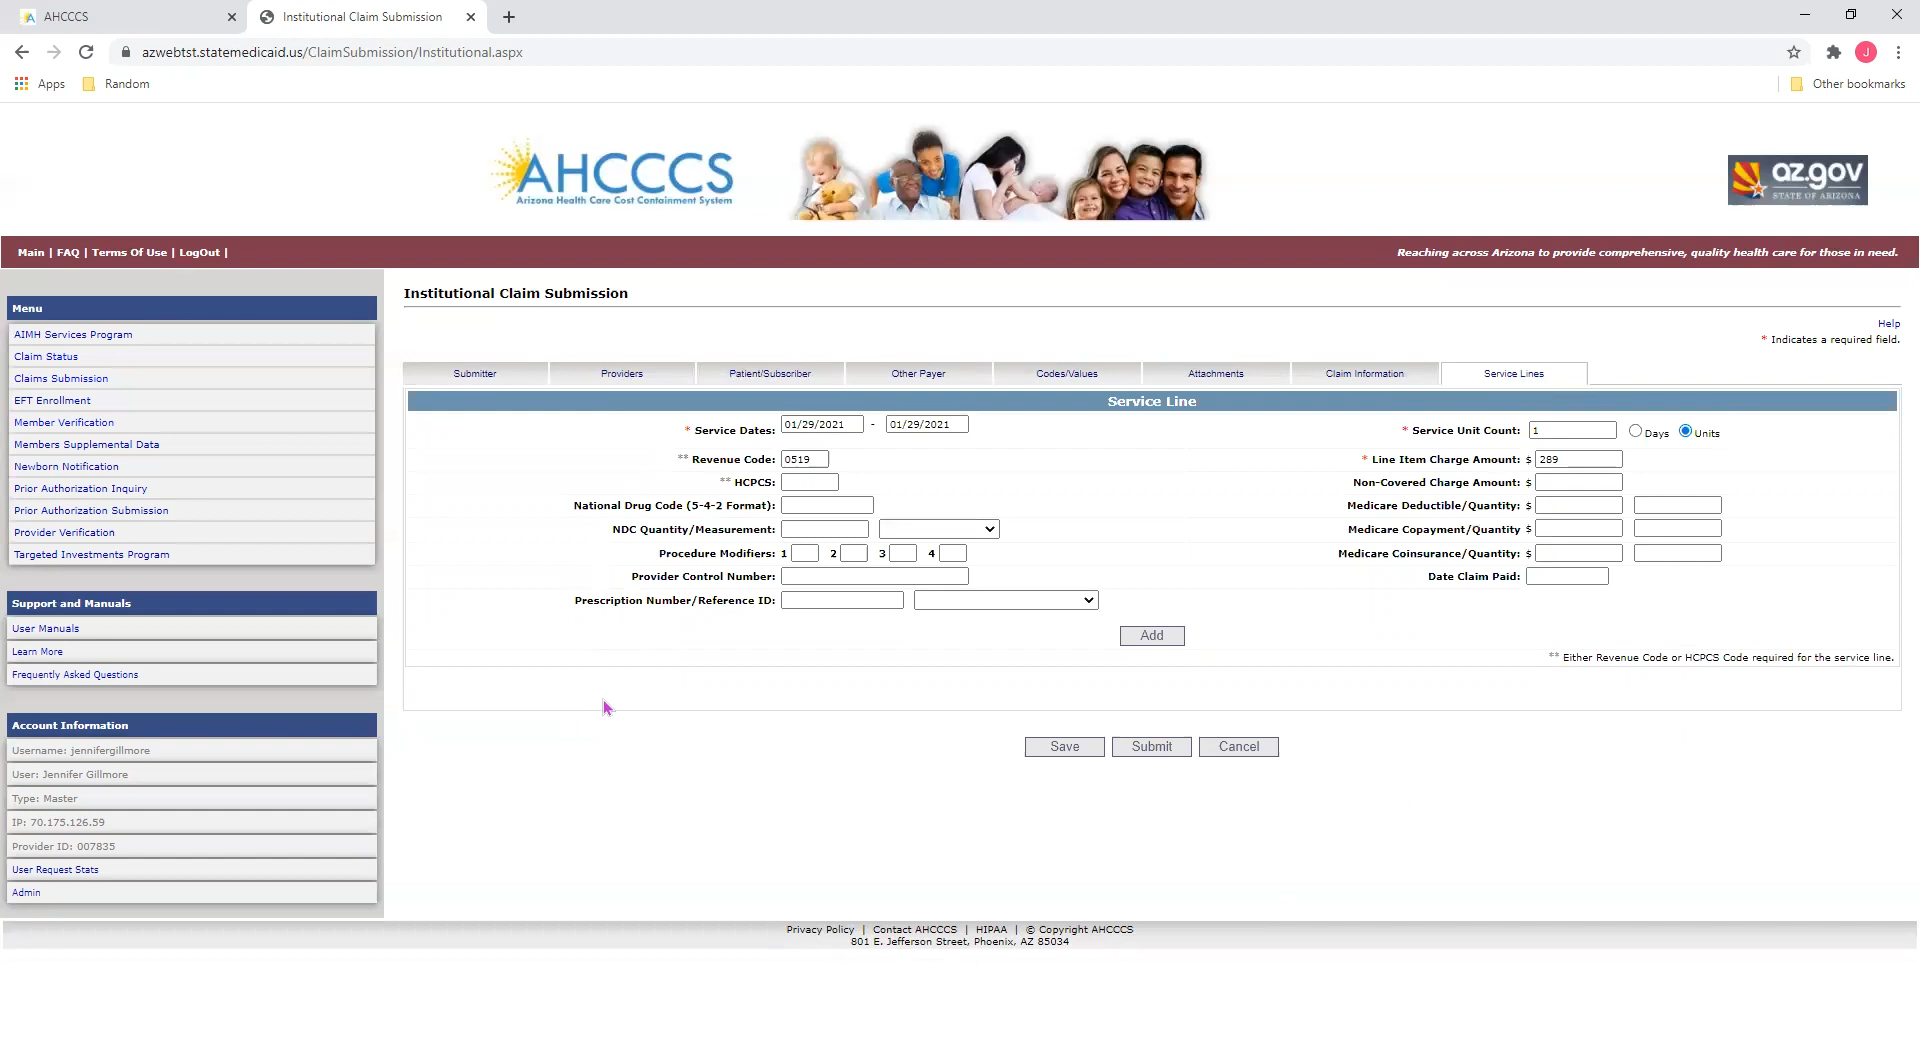 AHCCCS
Institutional Claim Submission
azwebtst.statemedicaid.us/ClaimSubmission/Institutional.aspx
J
Apps
Random
Other bookmarks
AHCCCS
Arizona Health Care Cost Containment System
az.gov
STATE OF ARIZONA
Main | FAQ | Terms Of Use | LogOut |
Reaching across Arizona to provide comprehensive, quality health care for those in need.
Menu
AIMH Services Program
Claim Status
Claims Submission
EFT Enrollment
Member Verification
Members Supplemental Data
Newborn Notification
Prior Authorization Inquiry
Prior Authorization Submission
Provider Verification
Targeted Investments Program
Support and Manuals
User Manuals
Learn More
Frequently Asked Questions
Account Information
Username: jennifergillmore
User: Jennifer Gillmore
Type: Master
IP: 70.175.126.59
Provider ID: 007835
User Request Stats
Admin
Institutional Claim Submission
Help
* Indicates a required field.
Submitter Providers Patient/Subscriber Other Payer Codes/Values Attachments Claim Information Service Lines
Service Line
* Service Dates: 01/29/2021 - 01/29/2021
* Service Unit Count: 1 Days Units
** Revenue Code: 0519
* Line Item Charge Amount: $ 289
** HCPCS:
Non-Covered Charge Amount: $
National Drug Code (5-4-2 Format):
Medicare Deductible/Quantity: $
NDC Quantity/Measurement:
Medicare Copayment/Quantity $
Procedure Modifiers: 1 2 3 4
Medicare Coinsurance/Quantity: $
Provider Control Number:
Date Claim Paid:
Prescription Number/Reference ID:
Add
** Either Revenue Code or HCPCS Code required for the service line.
Save Submit Cancel
Privacy Policy | Contact AHCCCS | HIPAA | © Copyright AHCCCS
801 E. Jefferson Street, Phoenix, AZ 85034